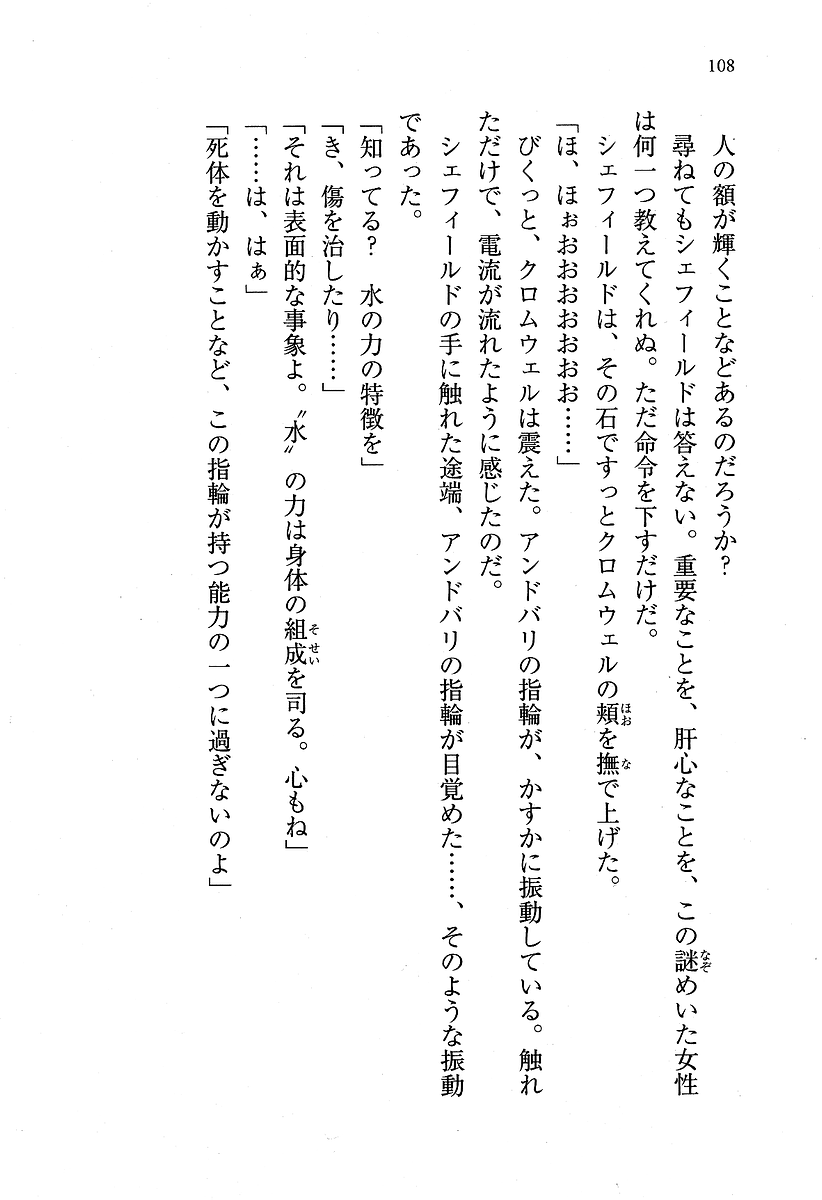 108
人の額が輝くことなどあるのだろうか?
尋ねてもシェフィールドは答えない。重要なことを、肝心なことを、この謎めいた女性
は何一つ教えてくれぬ。ただ命令を下すだけだ。
シェフィールドは、その石ですっとクロムウェルの頬を撫で上げた。
「ほ、ほぉおおおおおおお……」
びくっと、クロムウェルは震えた。アンドバリの指輪が、かすかに振動している。触れ
ただけで、電流が流れたように感じたのだ。
シェフィールドの手に触れた途端、アンドバリの指輪が目覚めた……、そのような振動
であった。
「知ってる? 水の力の特徴を」
「き、傷を治したり……」
「それは表面的な事象よ。〝水〟の力は身体の組成を司る。心もね」
「……は、はぁ」
「死体を動かすことなど、この指輪が持つ能力の一つに過ぎないのよ」